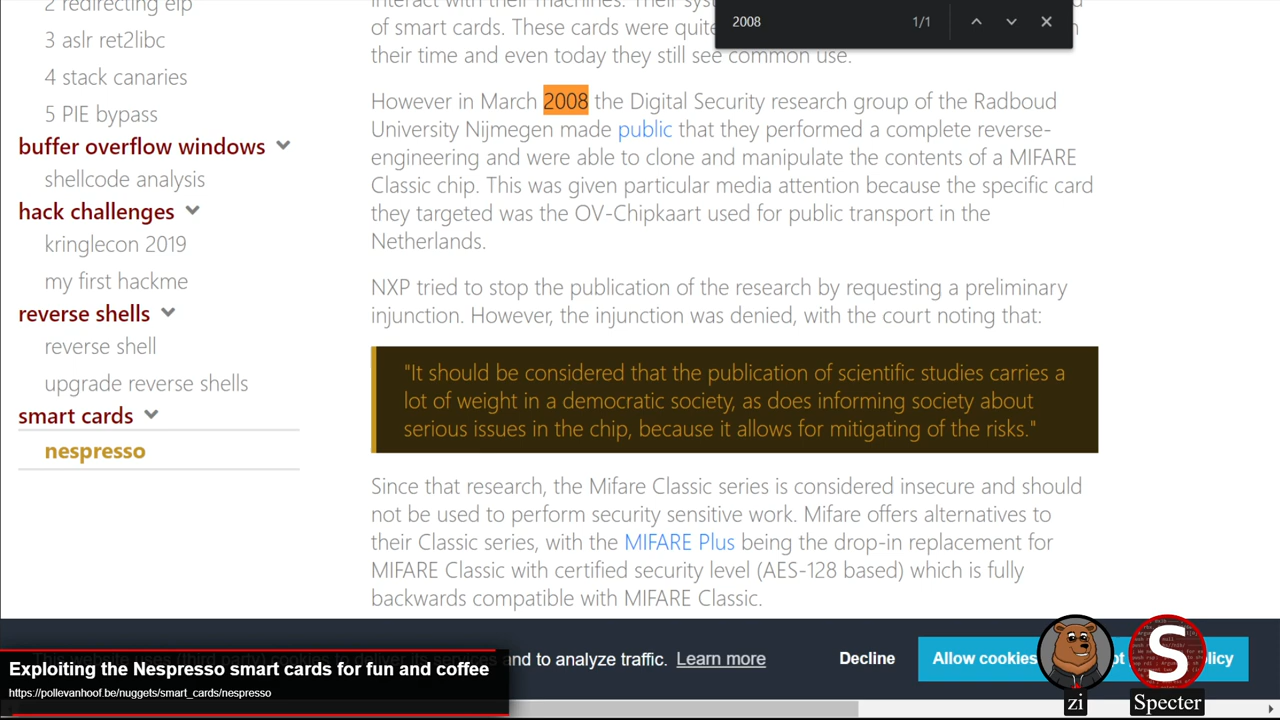 2 redirecting eip
3 aslr ret2libc
4 stack canaries
5 PIE bypass
buffer overflow windows
shellcode analysis
hack challenges
kringlecon 2019
my first hackme
reverse shells
reverse shell
upgrade reverse shells
smart cards
nespresso
2008
1/1
interact with their machines. Their
of smart cards. These cards were quite
their time and even today they still see common use.
However in March 2008 the Digital Security research group of the Radboud
University Nijmegen made public that they performed a complete reverse-
engineering and were able to clone and manipulate the contents of a MIFARE
Classic chip. This was given particular media attention because the specific card
they targeted was the OV-Chipkaart used for public transport in the
Netherlands.
NXP tried to stop the publication of the research by requesting a preliminary
injunction. However, the injunction was denied, with the court noting that:
"It should be considered that the publication of scientific studies carries a
lot of weight in a democratic society, as does informing society about
serious issues in the chip, because it allows for mitigating of the risks."
Since that research, the Mifare Classic series is considered insecure and should
not be used to perform security sensitive work. Mifare offers alternatives to
their Classic series, with the MIFARE Plus being the drop-in replacement for
MIFARE Classic with certified security level (AES-128 based) which is fully
backwards compatible with MIFARE Classic.
and to analyze traffic. Learn more
Decline
Allow cookies
Exploiting the Nespresso smart cards for fun and coffee
https://pollevanhoof.be/nuggets/smart_cards/nespresso
zi
S
Specter